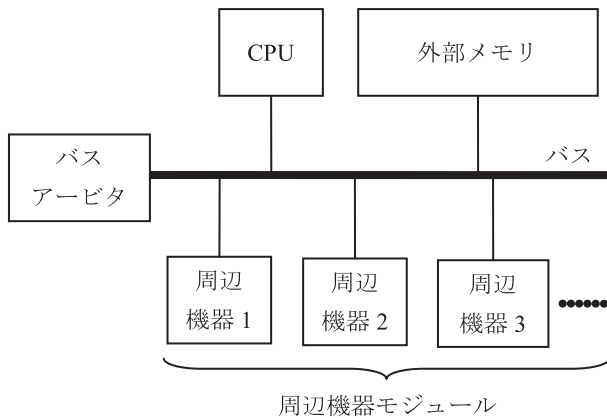 CPU
外部メモリ
バス
アービタ
バス
周辺
機器 1
周辺
機器 2
周辺
機器 3
周辺機器モジュール